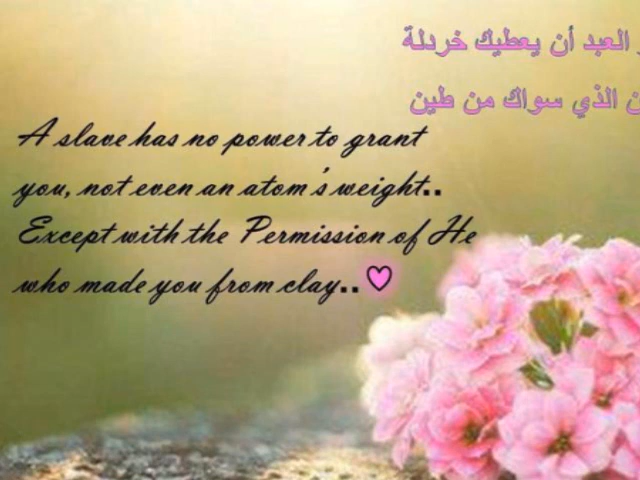 العبد أن يعطيك خردلة
الذي سواك من طين
A slave has no power to grant
you, not even an atom's weight..
Except with the Permission of He
who made you from clay..♡